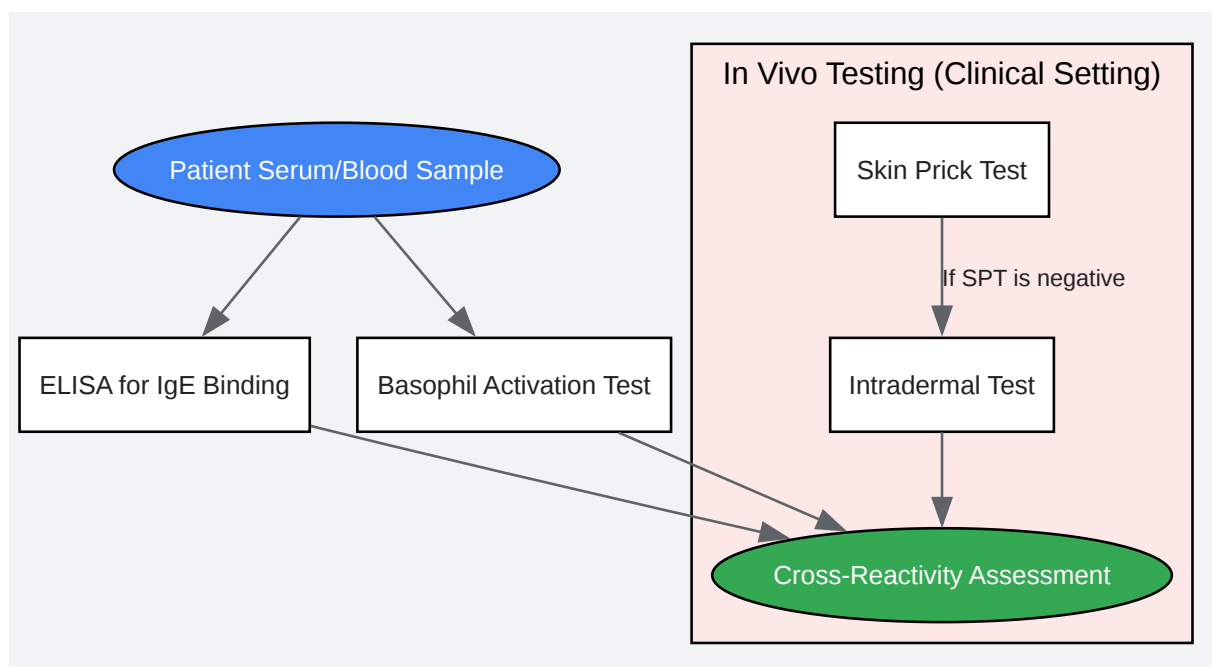 In Vivo Testing (Clinical Setting)
Patient Serum/Blood Sample
Skin Prick Test
If SPT is negative
ELISA for IgE Binding
Basophil Activation Test
Intradermal Test
Cross-Reactivity Assessment